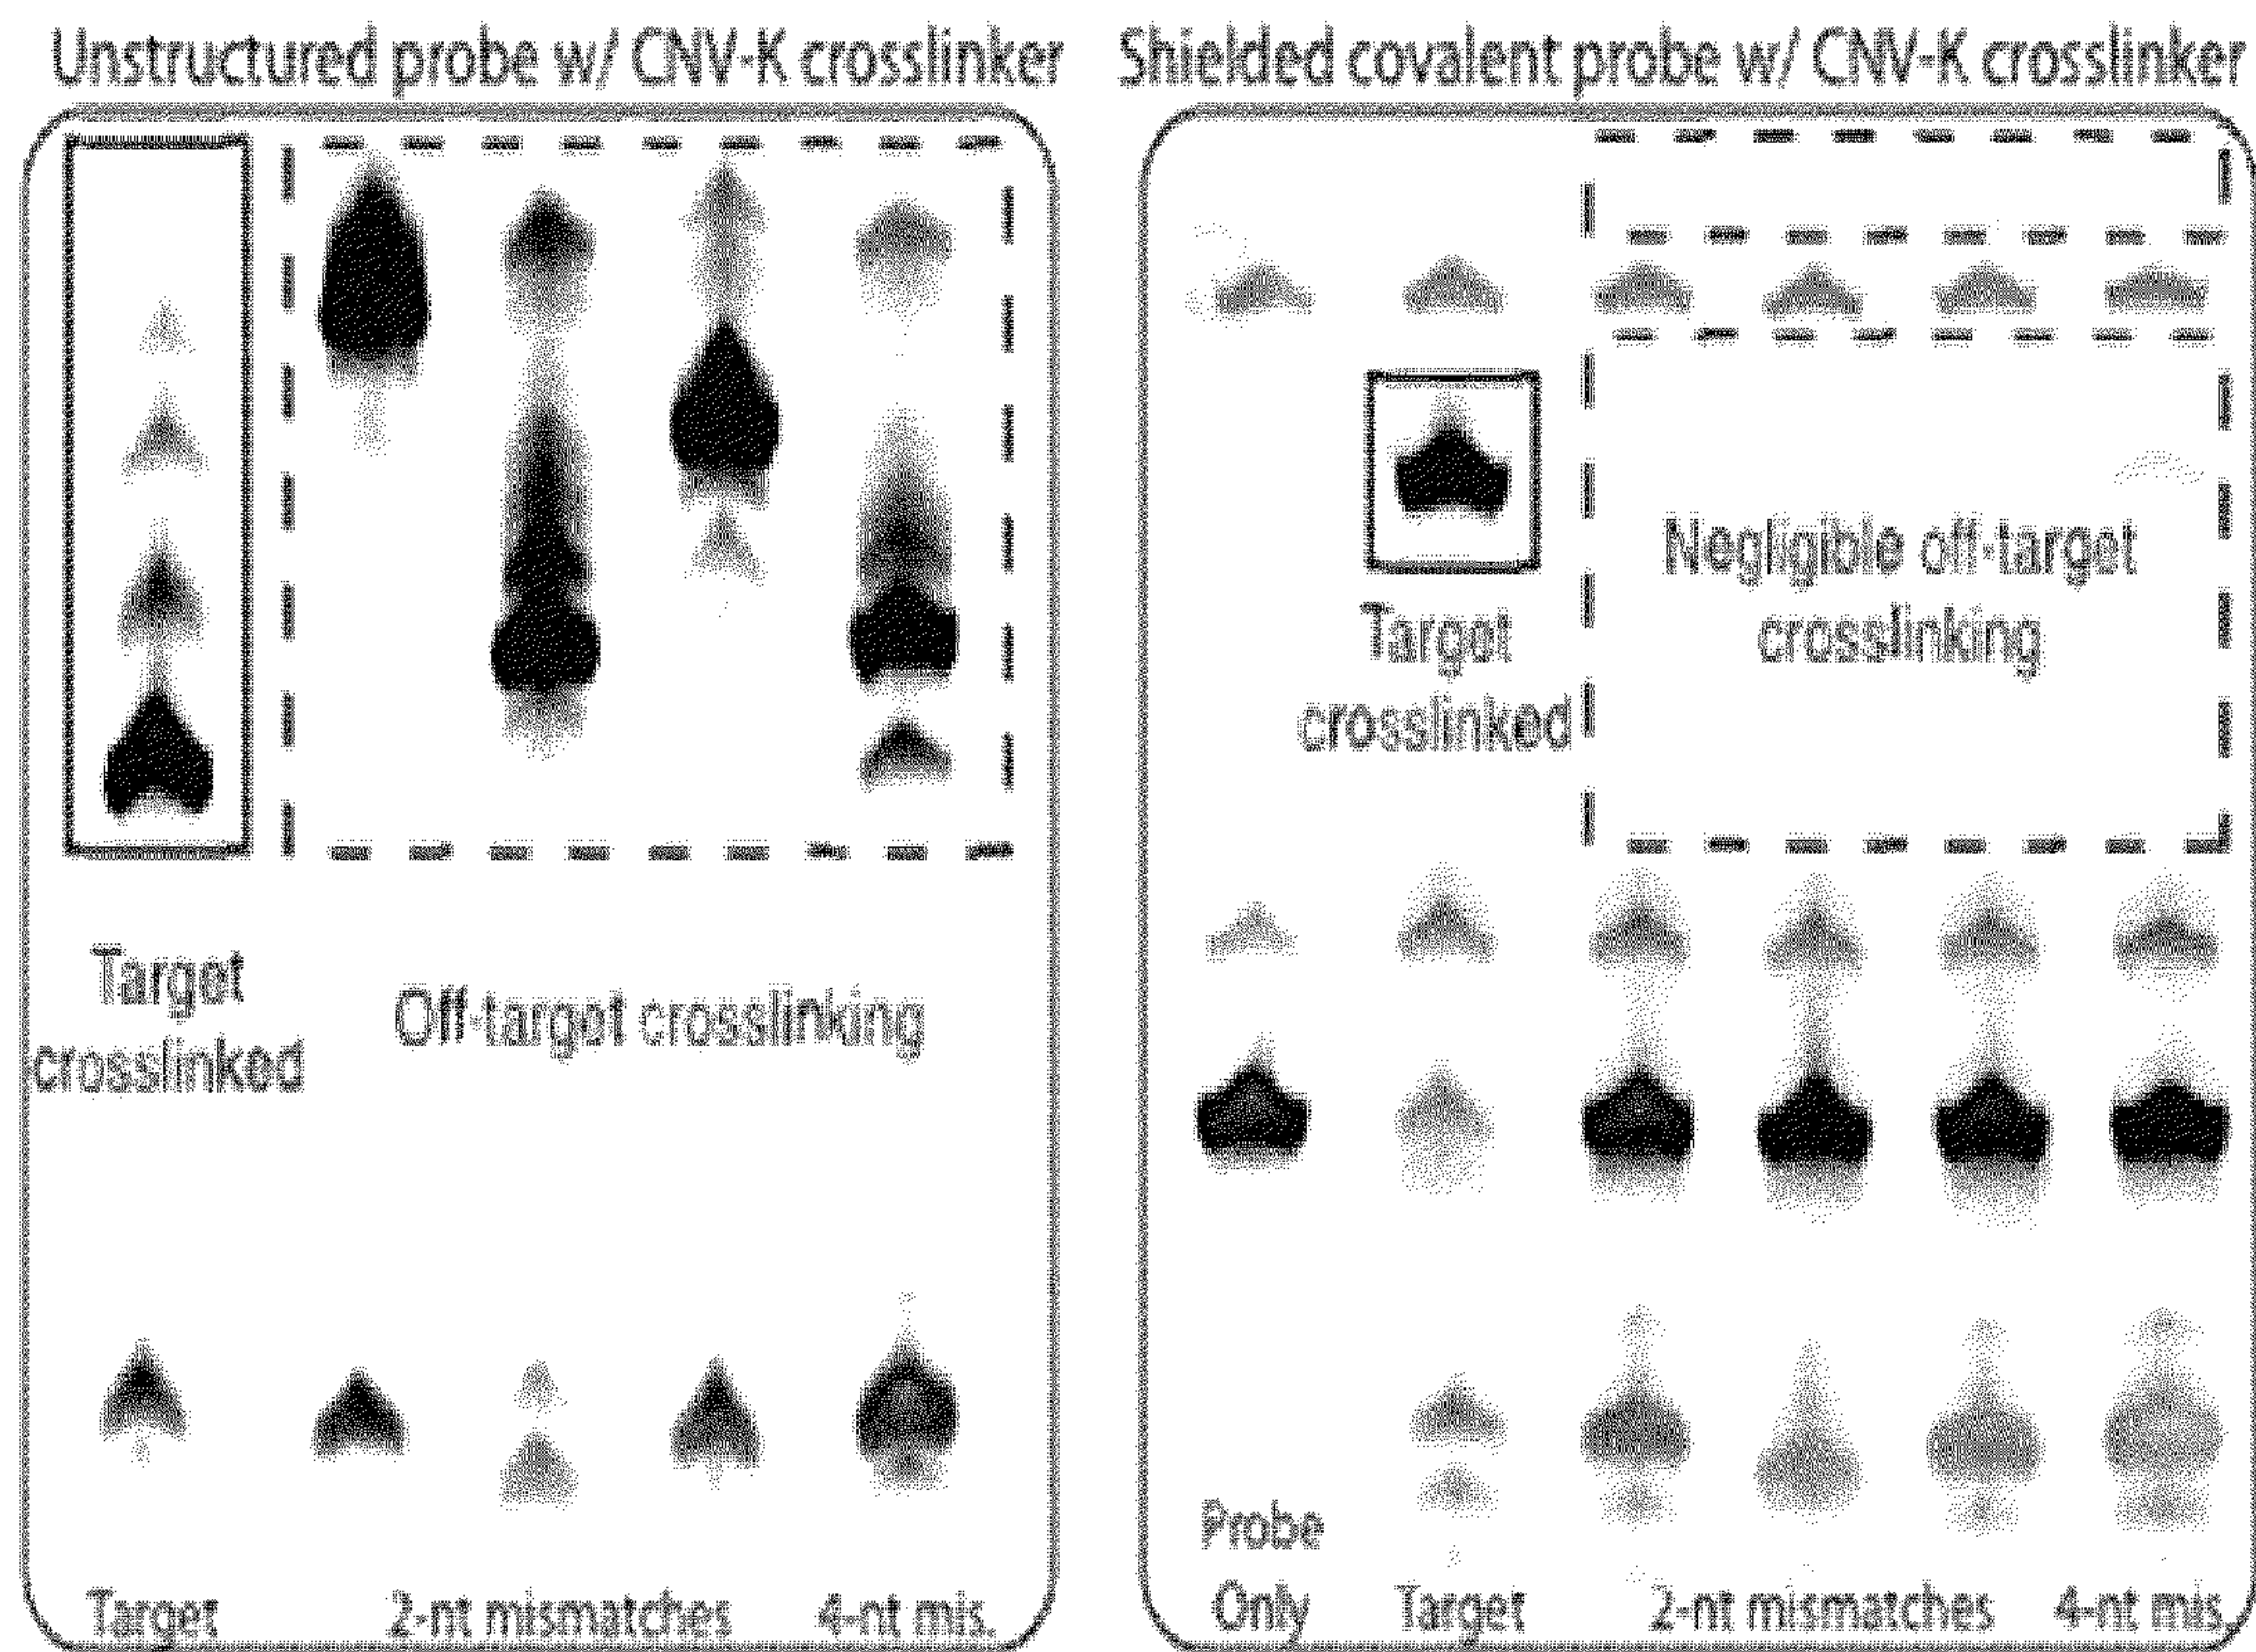 Unstructured probe w/ CNV-K crosslinker
Target
crosslinked
Off-target crosslinking
Target
2-nt mismatches
4-nt mis.
Shielded covalent probe w/ CNV-K crosslinker
Target
crosslinked
Negligible off-target
crosslinking
Probe
Only
Target
2-nt mismatches
4-nt mis.